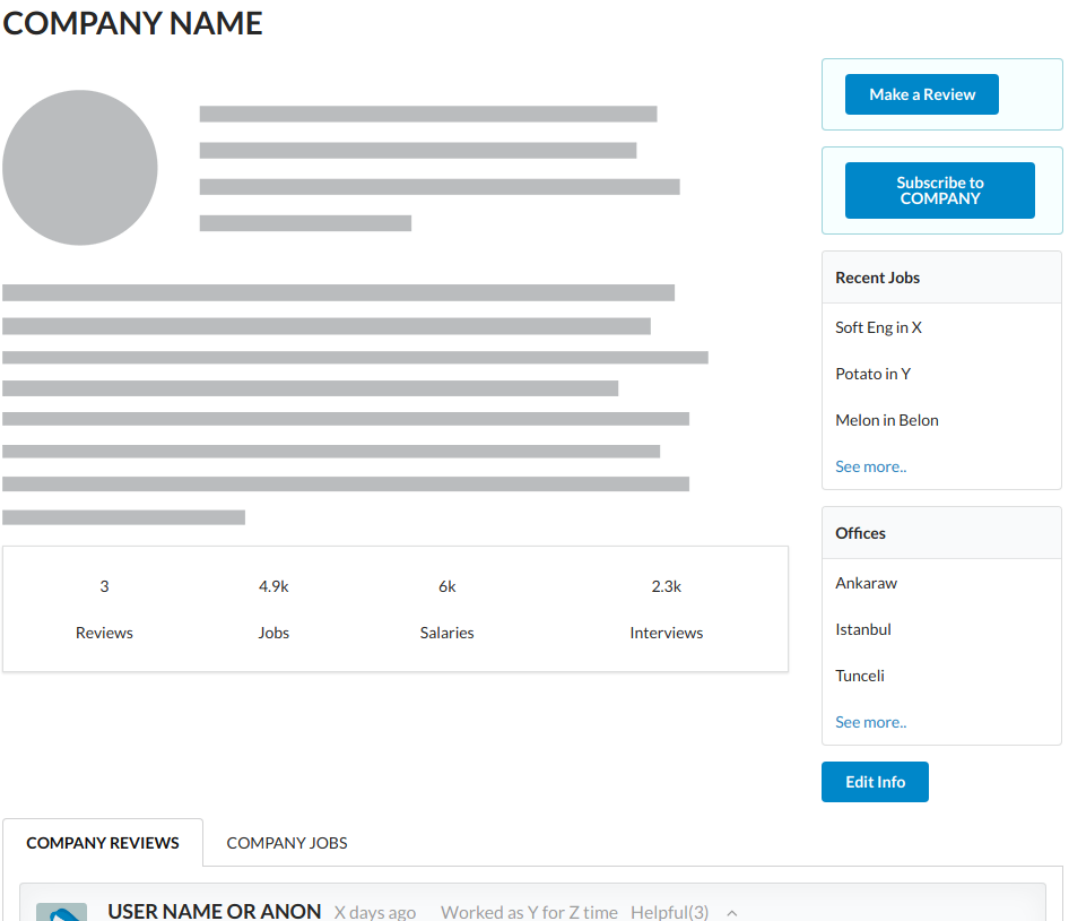 COMPANY NAME
Make a Review
Subscribe to
COMPANY
Recent Jobs
Soft Eng in X
Potato in Y
Melon in Belon
See more..
3 4.9k 6k 2.3k
Reviews Jobs Salaries Interviews
Offices
Ankaraw
Istanbul
Tunceli
See more..
Edit Info
COMPANY REVIEWS COMPANY JOBS
USER NAME OR ANON X days ago Worked as Y for Z time Helpful(3)